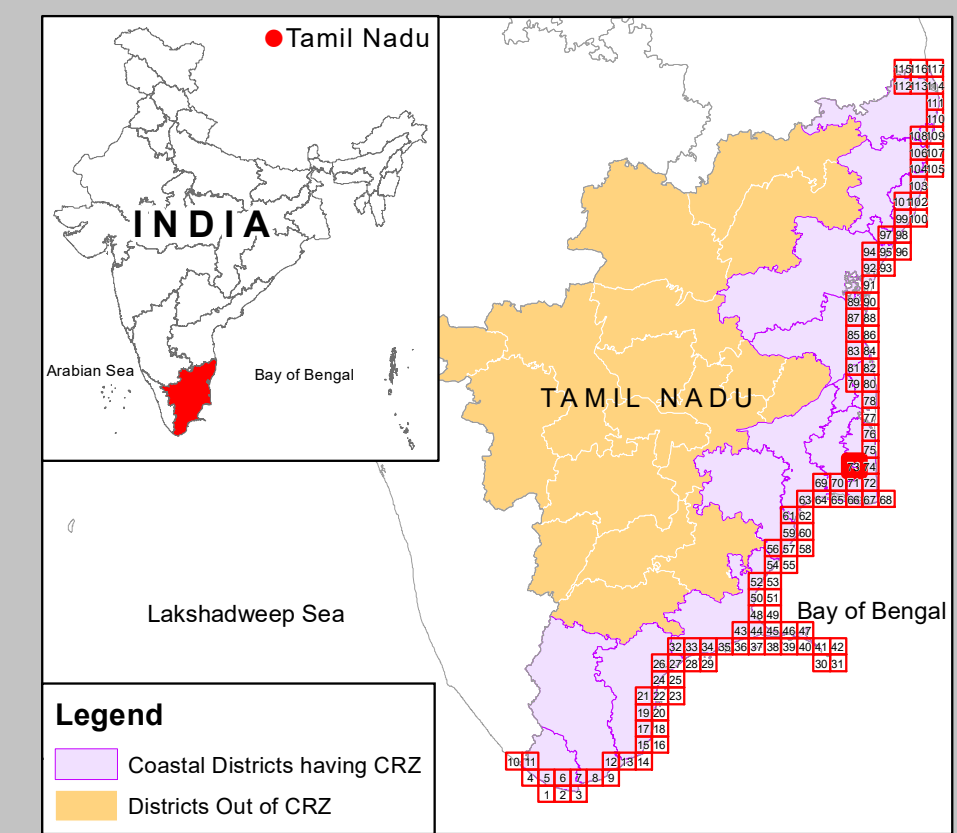 Tamil Nadu
INDIA
Arabian Sea
Bay of Bengal
TAMIL NADU
Lakshadweep Sea
Bay of Bengal
115 116 117
112 113 114
111
110
108 109
106 107
104 105
103
101 102
99 100
97 98
94 95 96
92 93
91
89 90
87 88
85 86
83 84
81 82
79 80
78
77
76
75
73 74
69 70 71 72
63 64 65 66 67 68
61 62
59 60
56 57 58
54 55
52 53
50 51
48 49
43 44 45 46 47
32 33 34 35 36 37 38 39 40 41 42
26 27 28 29 30 31
24 25
21 22 23
19 20
17 18
15 16
10 11 12 13 14
4 5 6 7 8 9
1 2 3
Legend
Coastal Districts having CRZ
Districts Out of CRZ